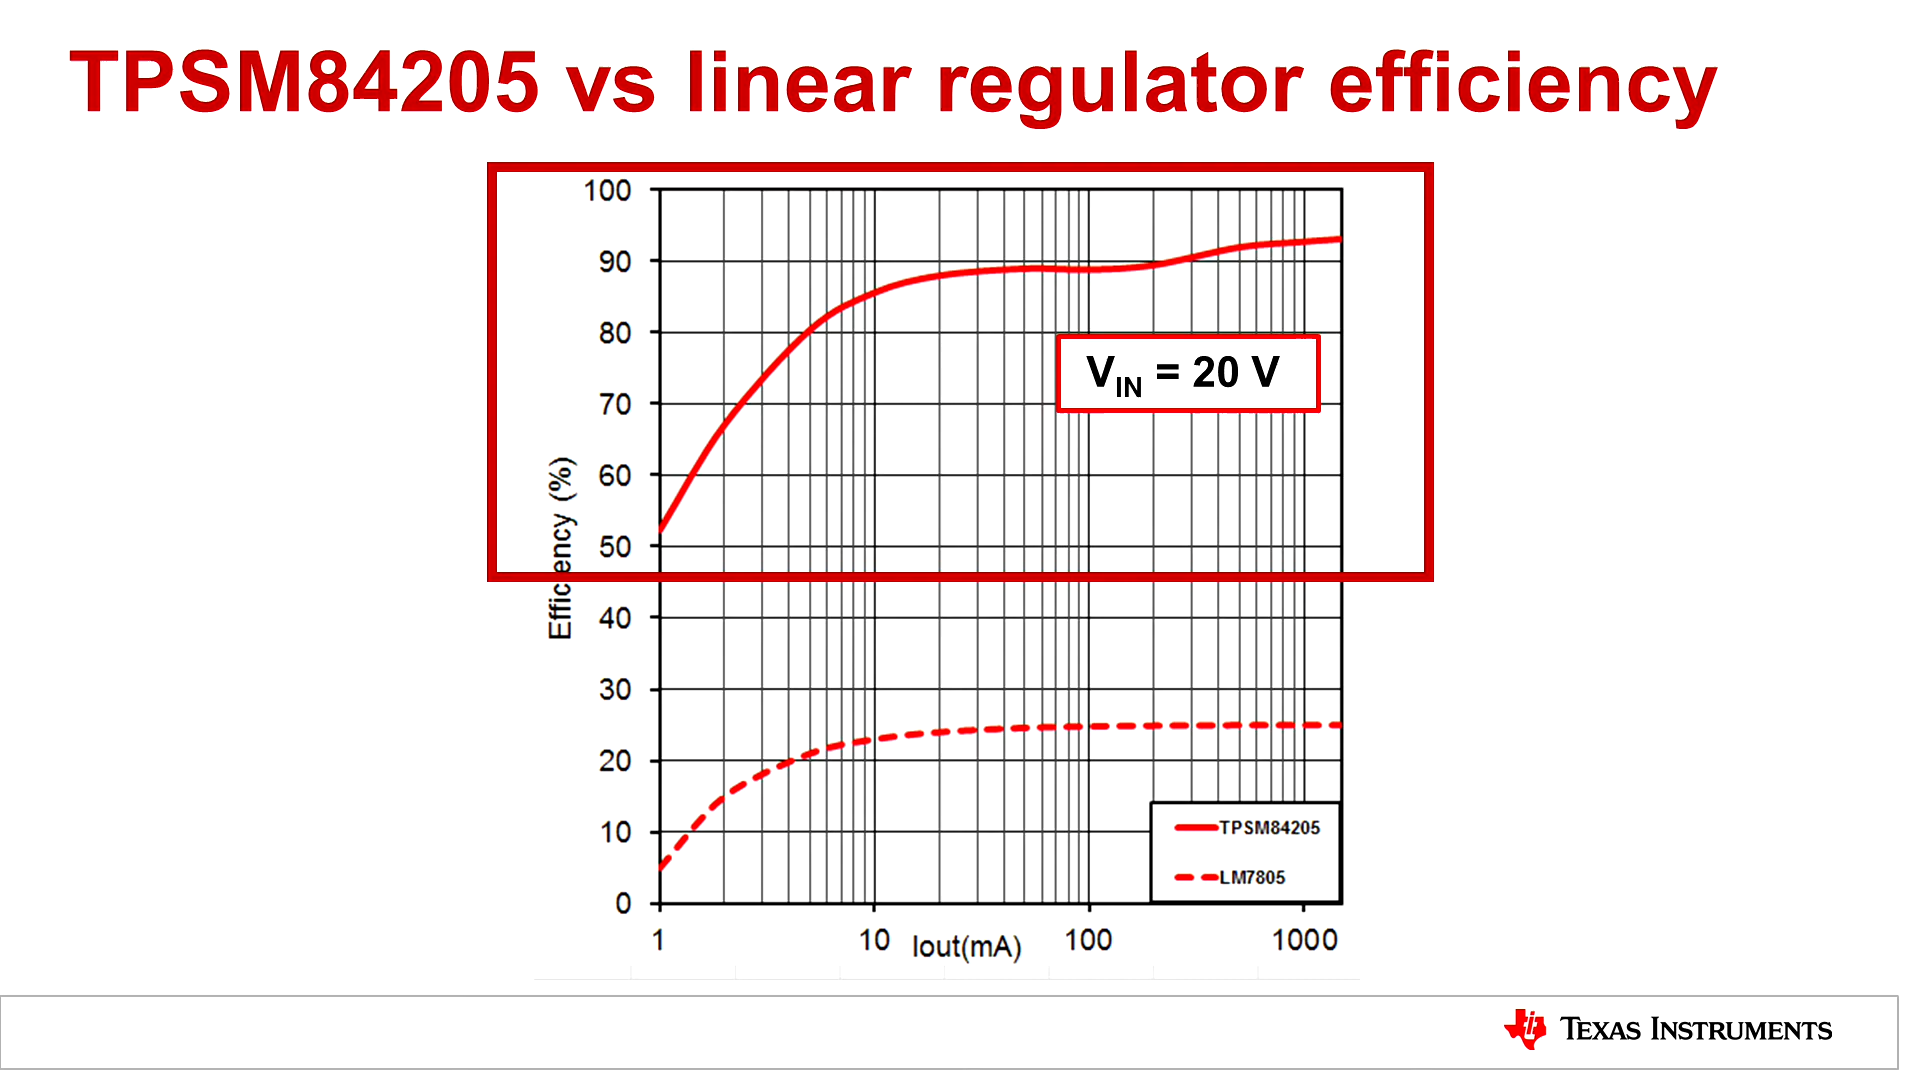 TPSM84205 vs linear regulator efficiency
100
90
80
70
60
50
40
30
20
10
0
Efficiency (%)
VIN = 20 V
TPSM84205
LM7805
1
10
100
1000
Iout(mA)
TEXAS INSTRUMENTS